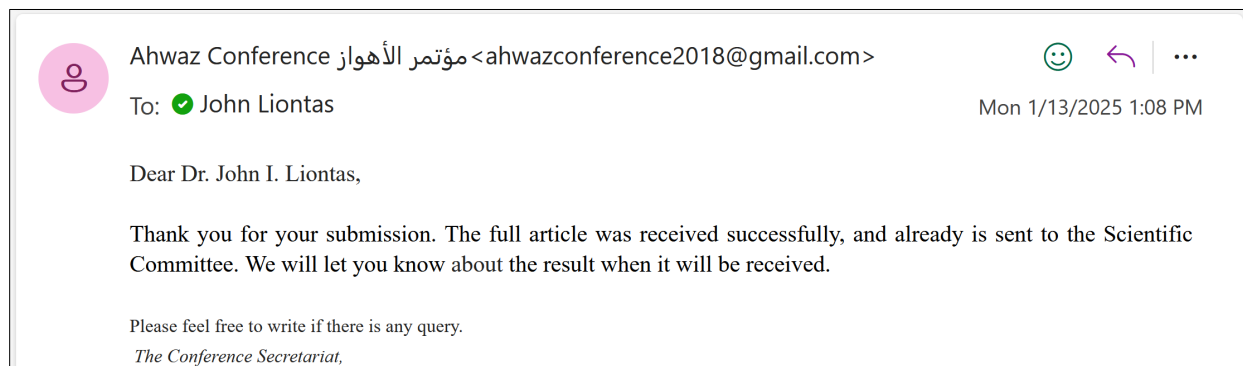 Ahwaz Conference مؤتمر الأهواز<ahwazconference2018@gmail.com>
To: John Liontas
Mon 1/13/2025 1:08 PM
Dear Dr. John I. Liontas,
Thank you for your submission. The full article was received successfully, and already is sent to the Scientific
Committee. We will let you know about the result when it will be received.
Please feel free to write if there is any query.
The Conference Secretariat,